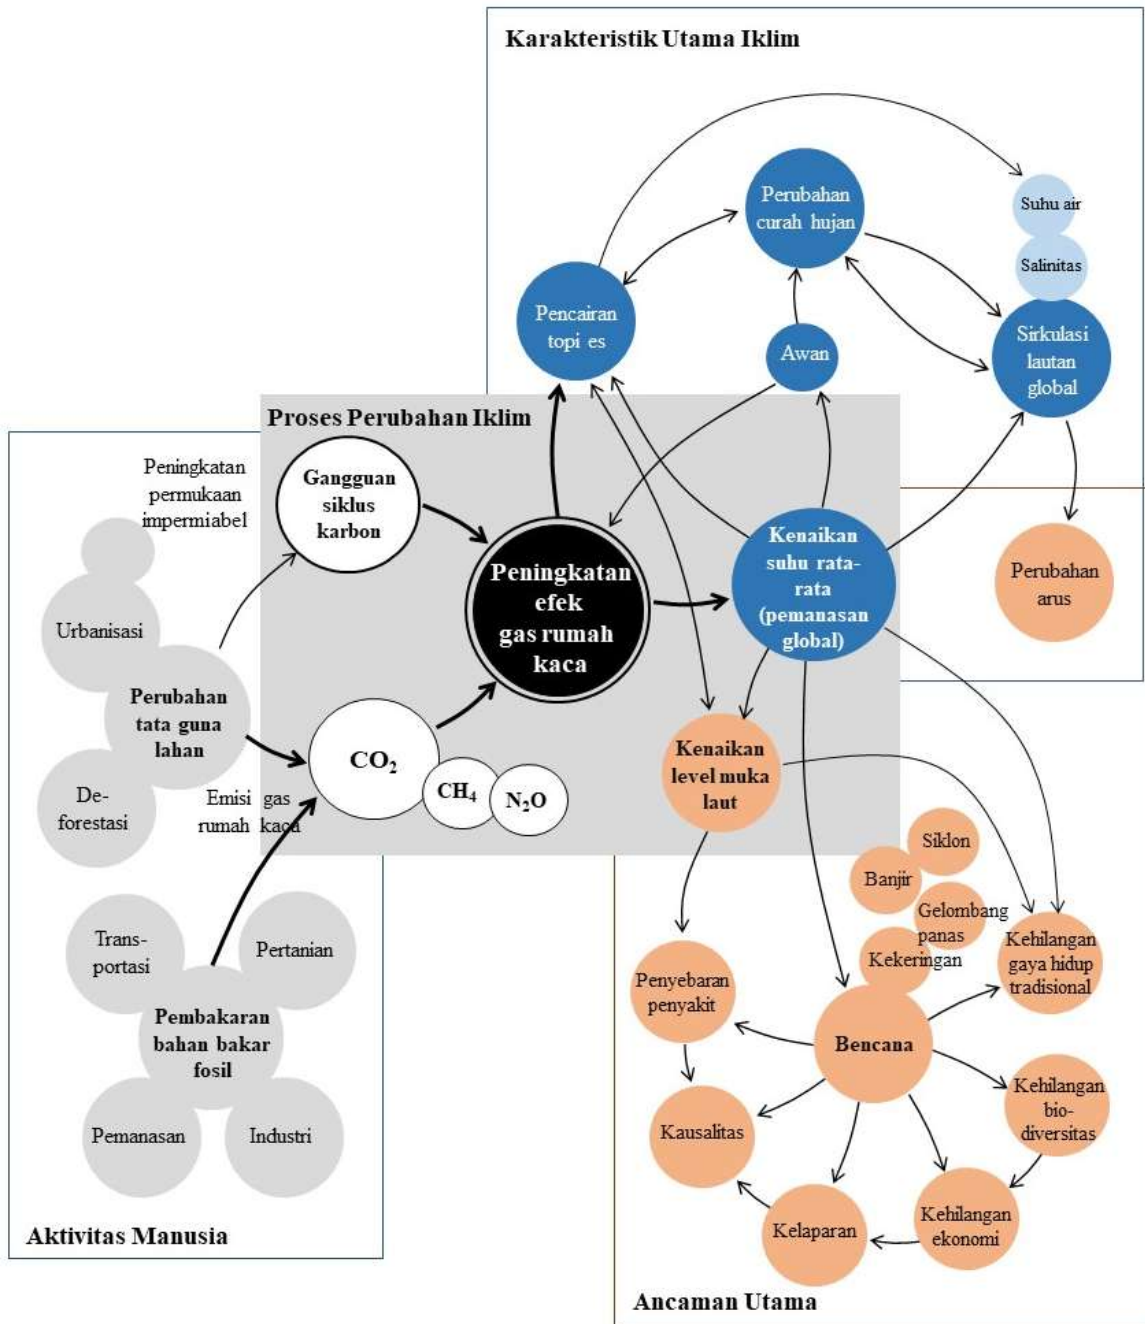 Karakteristik Utama Iklim
Suhu air
Perubahan
curah hujan
Salinitas
Pencairan
topi es
Awan
Sirkulasi
lautan
global
Proses Perubahan Iklim
Peningkatan
permukaan
impermiabel
Gangguan
siklus
karbon
Peningkatan
efek
gas rumah
kaca
Kenaikan
suhu rata-
rata
(pemanasan
global)
Perubahan
arus
Urbanisasi
Perubahan
tata guna
lahan
De-
forestasi
Emisi gas
rumah kaca
CO₂
CH₄
N₂O
Kenaikan
level muka
laut
Trans-
portasi
Pertanian
Pembakaran
bahan bakar
fosil
Pemanasan
Industri
Aktivitas Manusia
Siklon
Banjir
Gelombang
panas
Kekeringan
Kehilangan
gaya hidup
tradisional
Penyebaran
penyakit
Bencana
Kehilangan
bio-
diversitas
Kausalitas
Kelaparan
Kehilangan
ekonomi
Ancaman Utama